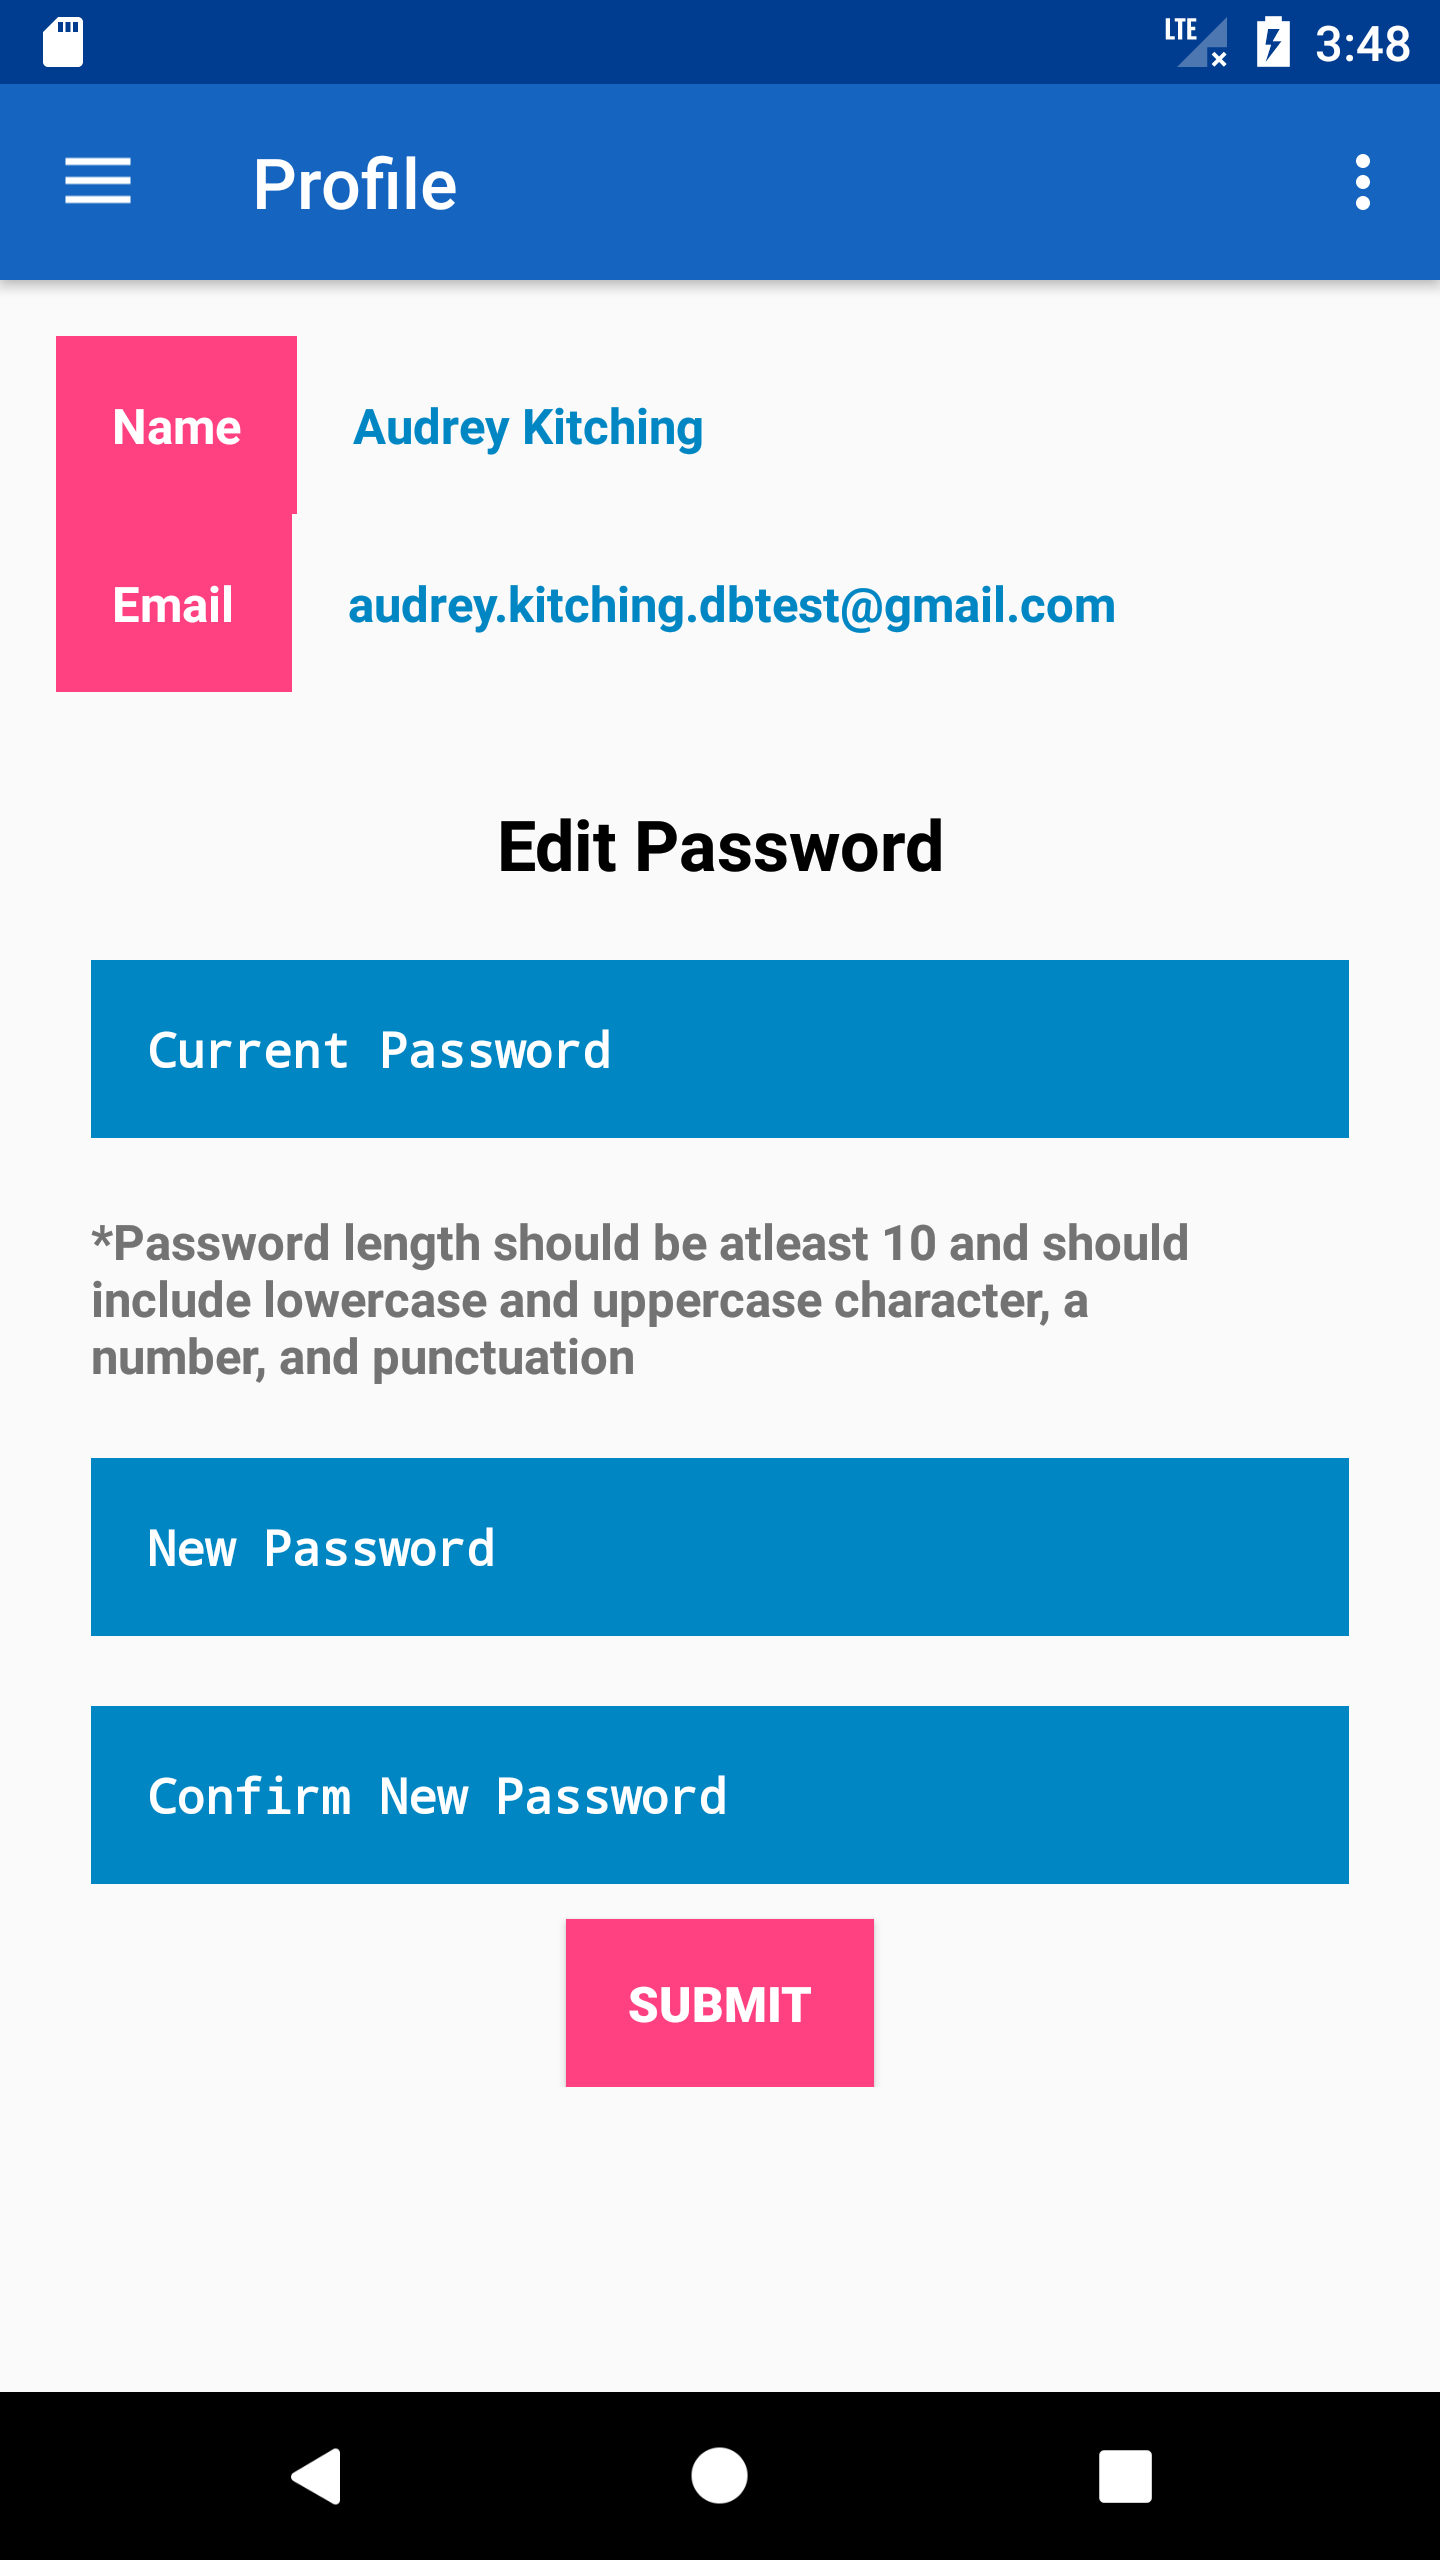 LTE 3:48
Profile
Name Audrey Kitching
Email audrey.kitching.dbtest@gmail.com
Edit Password
Current Password
*Password length should be atleast 10 and should
include lowercase and uppercase character, a
number, and punctuation
New Password
Confirm New Password
SUBMIT